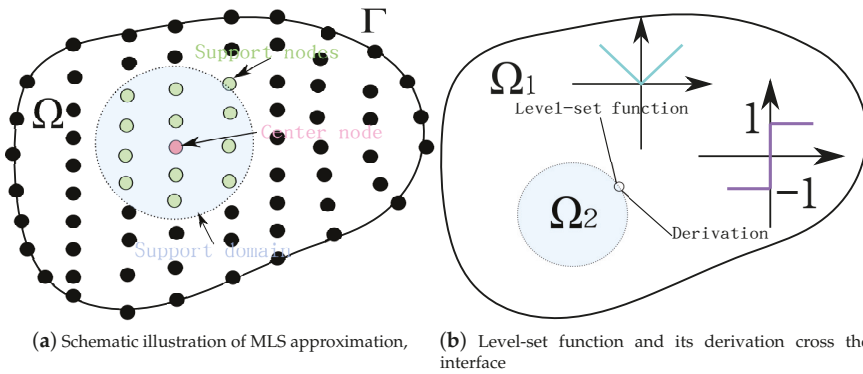 Γ
Support nodes
Ω
Center node
Support domain
Ω1
Level-set function
1
-1
Ω2
Derivation
(a) Schematic illustration of MLS approximation,
(b) Level-set function and its derivation cross the
interface